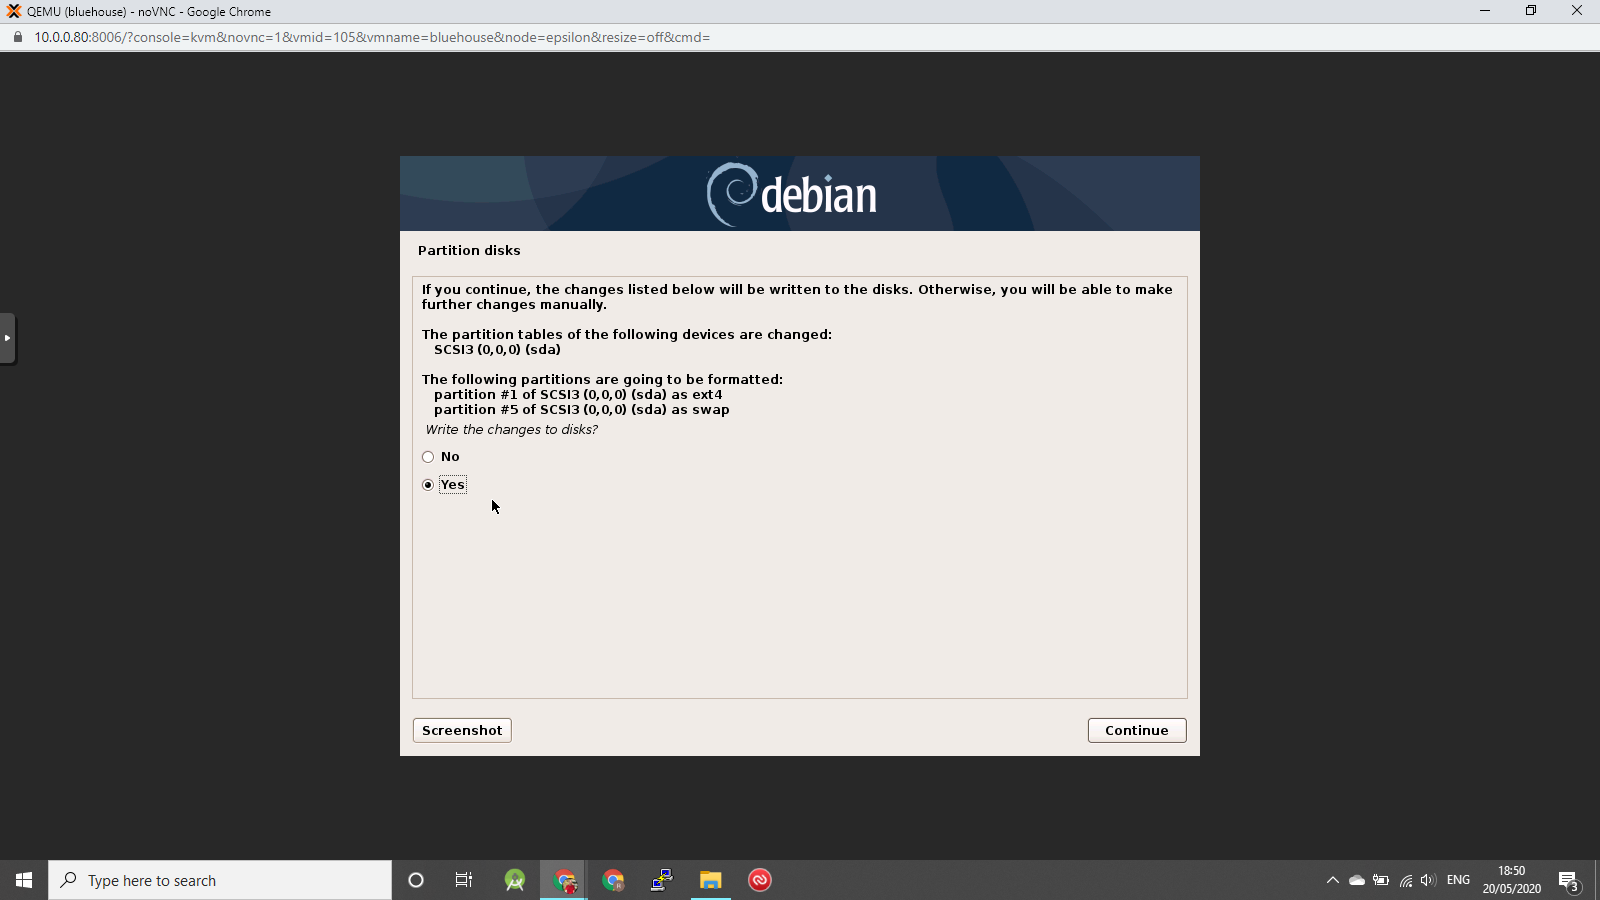 QEMU (bluehouse) - noVNC - Google Chrome
10.0.0.80:8006/?console=kvm&novnc=1&vmid=105&vmname=bluehouse&node=epsilon&resize=off&cmd=
debian
Partition disks
If you continue, the changes listed below will be written to the disks. Otherwise, you will be able to make
further changes manually.
The partition tables of the following devices are changed:
SCSI3 (0,0,0) (sda)
The following partitions are going to be formatted:
partition #1 of SCSI3 (0,0,0) (sda) as ext4
partition #5 of SCSI3 (0,0,0) (sda) as swap
Write the changes to disks?
No
Yes
Screenshot
Continue
Type here to search
ENG
18:50
20/05/2020
3